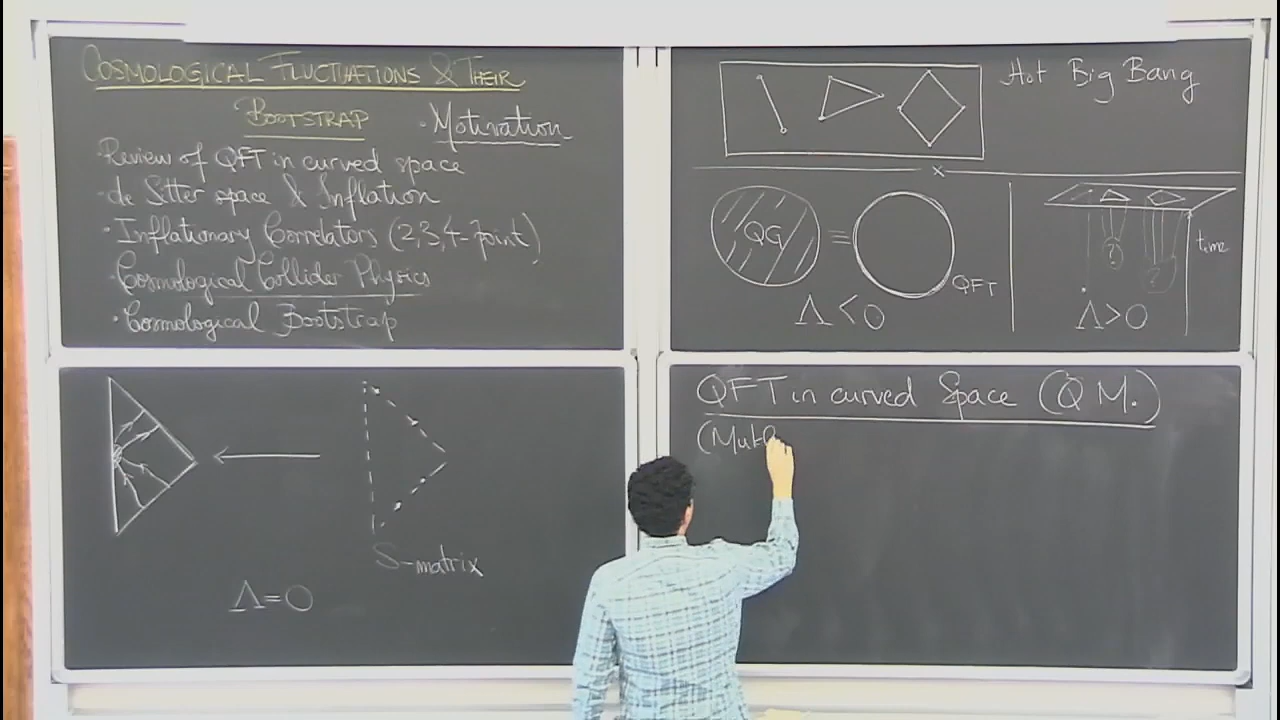 COSMOLOGICAL FLUCTUATIONS & THEIR
BOOTSTRAP
· Motivation
· Review of QFT in curved space
· de Sitter space & Inflation
· Inflationary Correlators (2,3,4-point)
· Cosmological Collider Physics
· Cosmological Bootstrap
Hot Big Bang
x
QG ≡ QFT
Λ<0
? ?
time
Λ>0
S-matrix
Λ=0
QFT in curved Space (QM.)